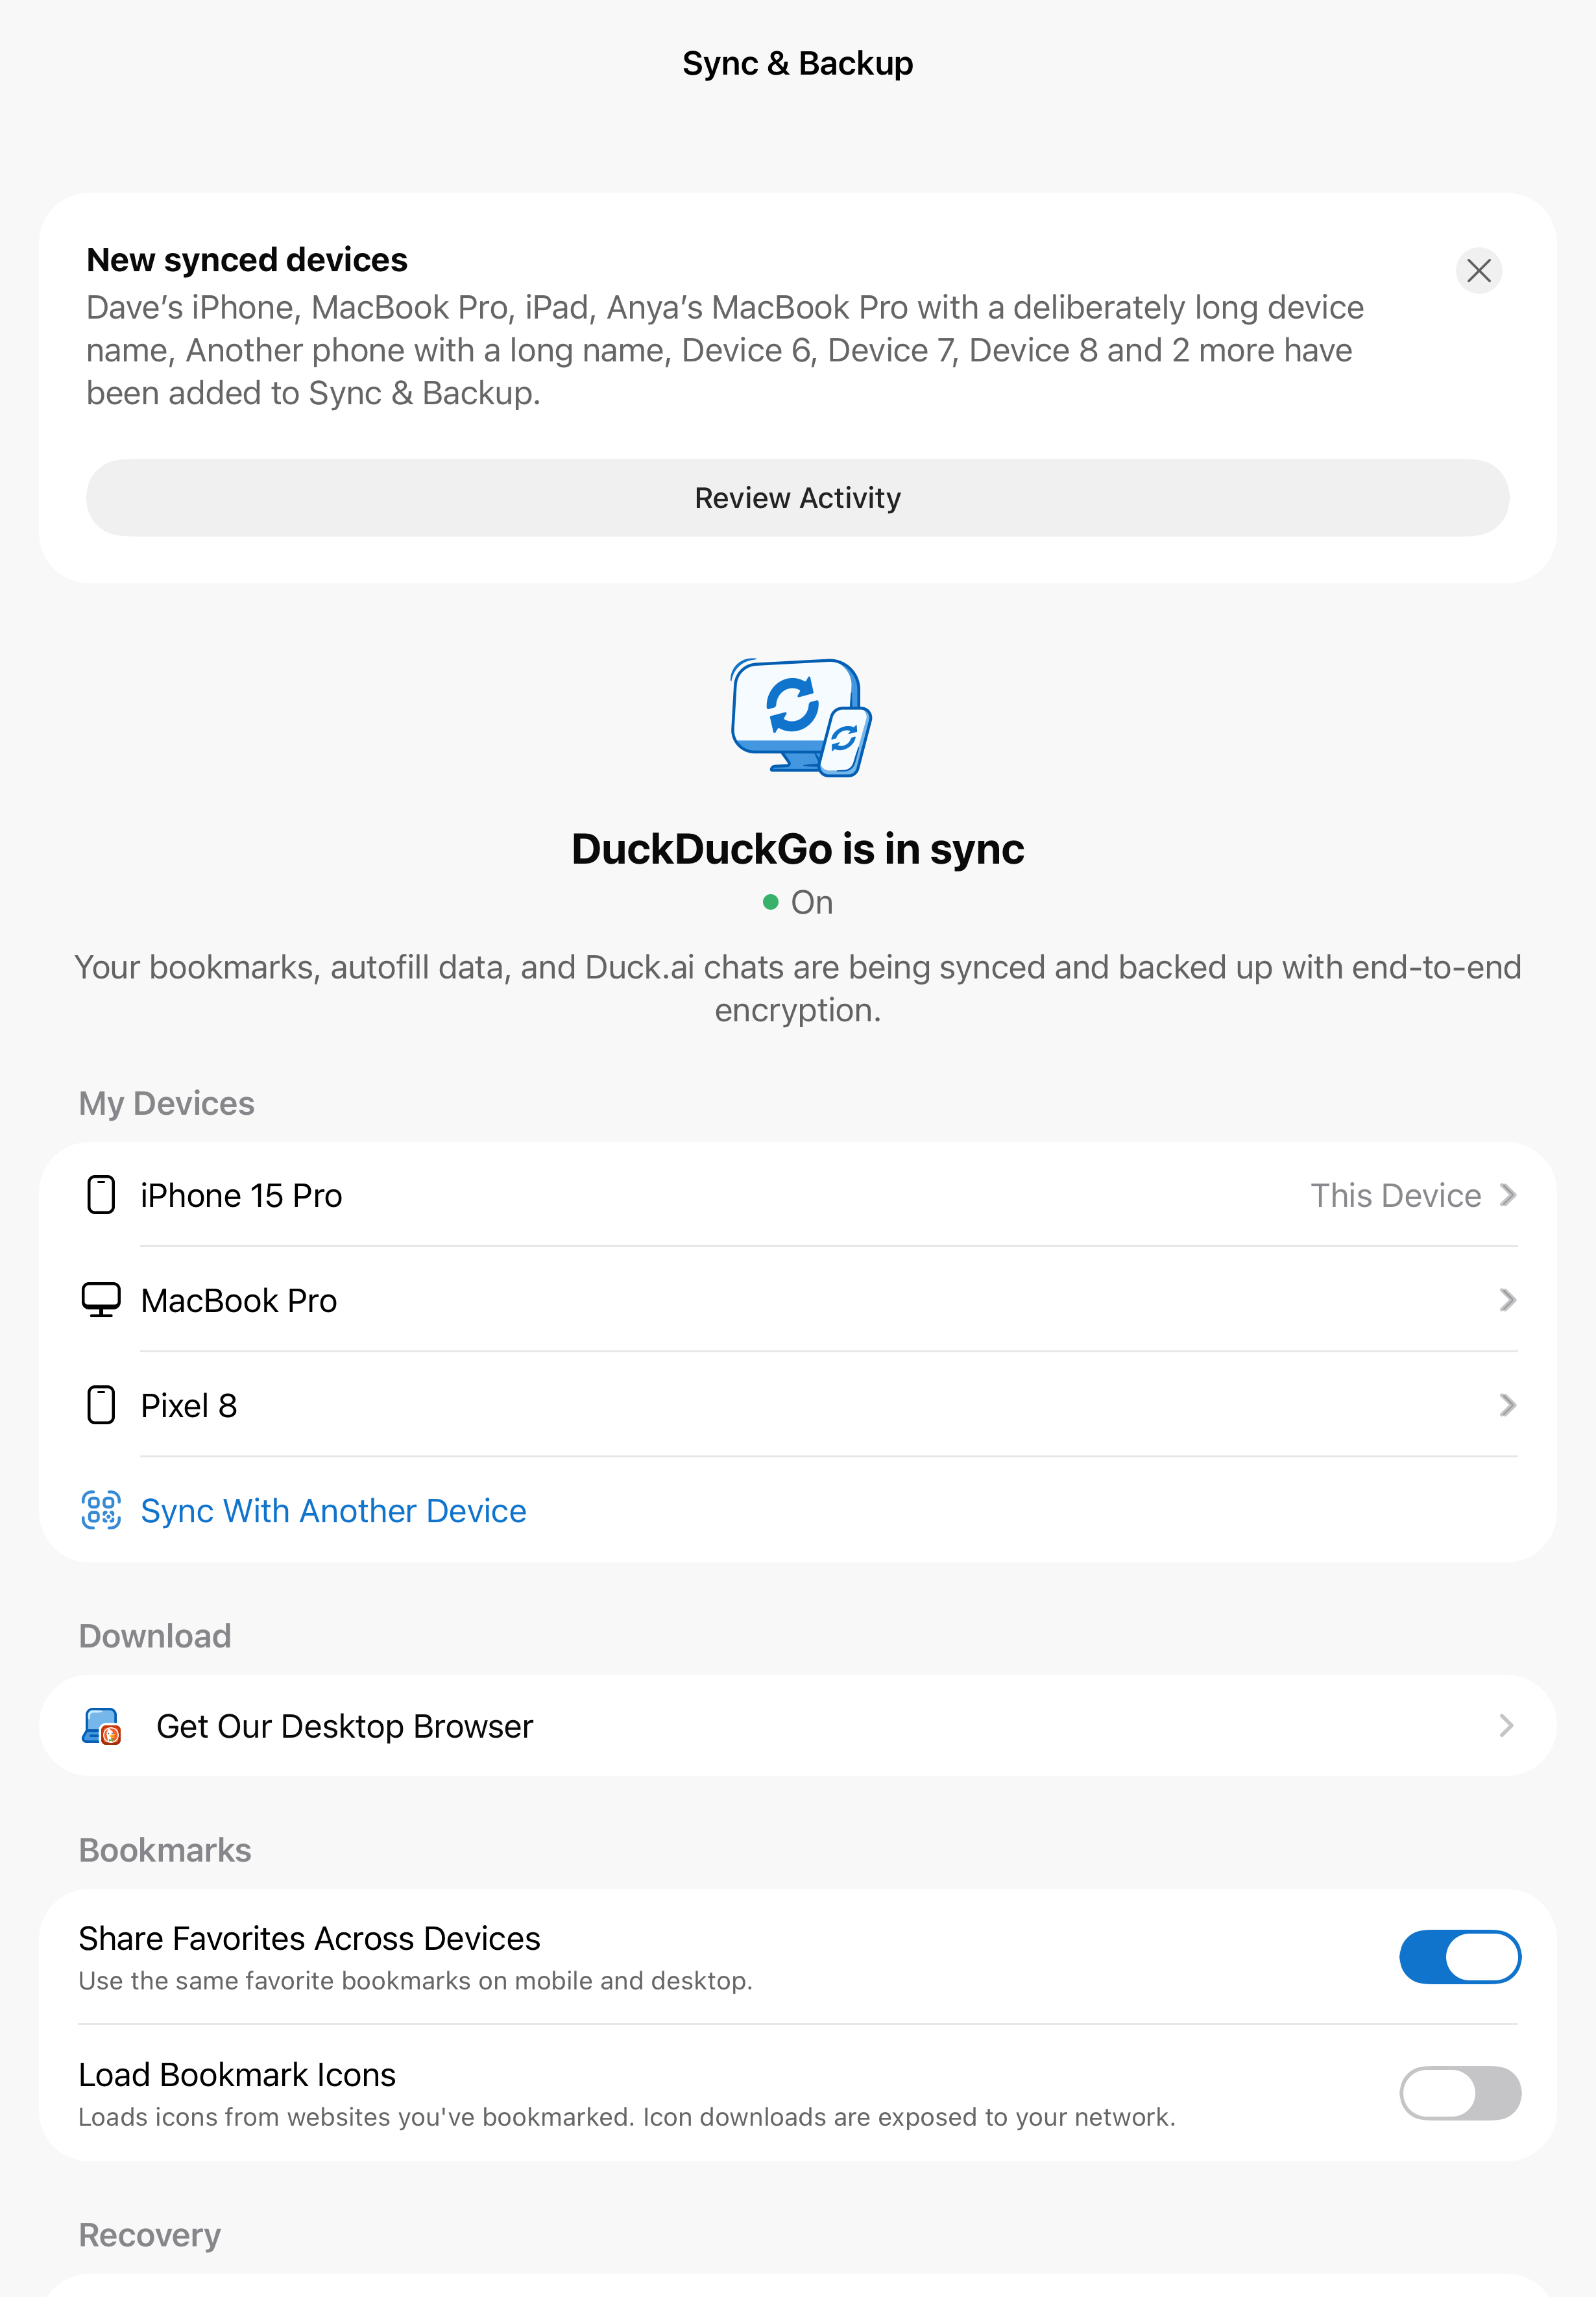 Sync & Backup
New synced devices
Dave’s iPhone, MacBook Pro, iPad, Anya’s MacBook Pro with a deliberately long device
name, Another phone with a long name, Device 6, Device 7, Device 8 and 2 more have
been added to Sync & Backup.
Review Activity
DuckDuckGo is in sync
On
Your bookmarks, autofill data, and Duck.ai chats are being synced and backed up with end-to-end
encryption.
My Devices
iPhone 15 Pro
This Device
MacBook Pro
Pixel 8
Sync With Another Device
Download
Get Our Desktop Browser
Bookmarks
Share Favorites Across Devices
Use the same favorite bookmarks on mobile and desktop.
Load Bookmark Icons
Loads icons from websites you've bookmarked. Icon downloads are exposed to your network.
Recovery